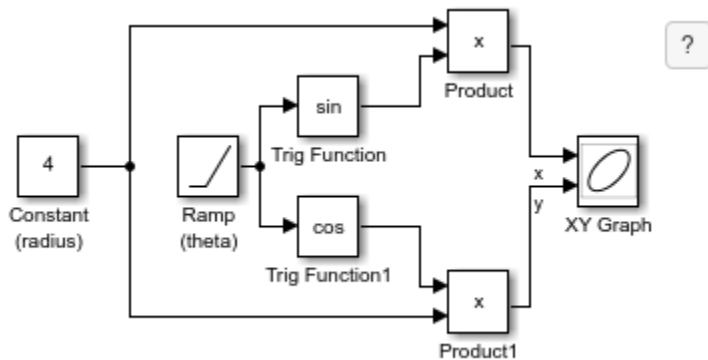 x
?
Product
sin
Trig Function
4
x
y
Constant
(radius)
Ramp
(theta)
cos
XY Graph
Trig Function1
x
Product1